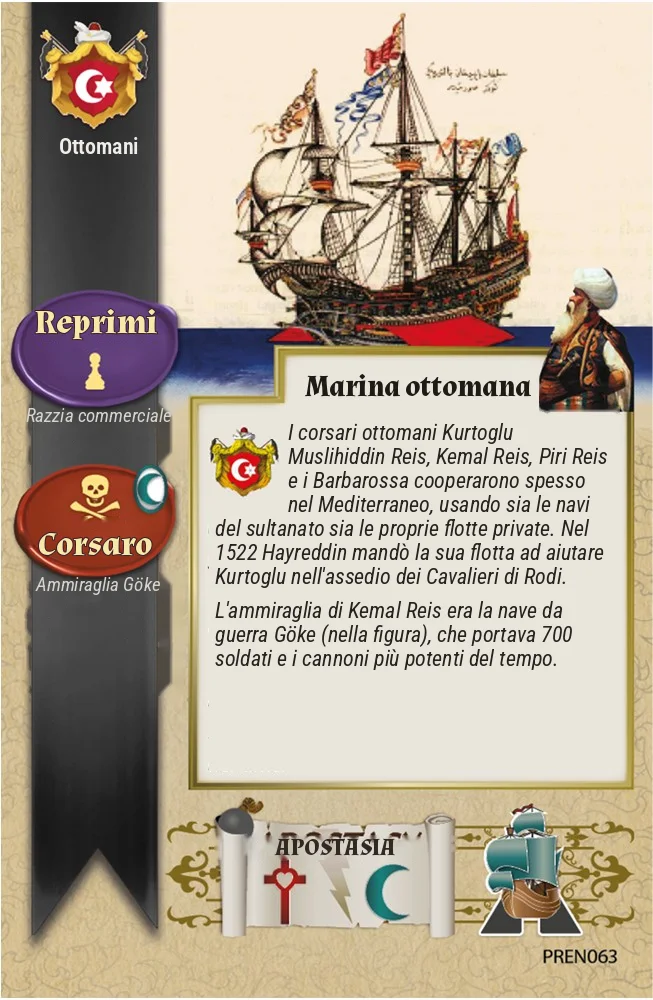 Ottomani
Reprimi
Razzia commerciale
Corsaro
Ammiraglia Göke
Marina ottomana
I corsari ottomani Kurtoglu
Muslihiddin Reis, Kemal Reis, Piri Reis
e i Barbarossa cooperarono spesso
nel Mediterraneo, usando sia le navi
del sultanato sia le proprie flotte private. Nel
1522 Hayreddin mandò la sua flotta ad aiutare
Kurtoglu nell'assedio dei Cavalieri di Rodi.
L'ammiraglia di Kemal Reis era la nave da
guerra Göke (nella figura), che portava 700
soldati e i cannoni più potenti del tempo.
APOSTASIA
PREN063